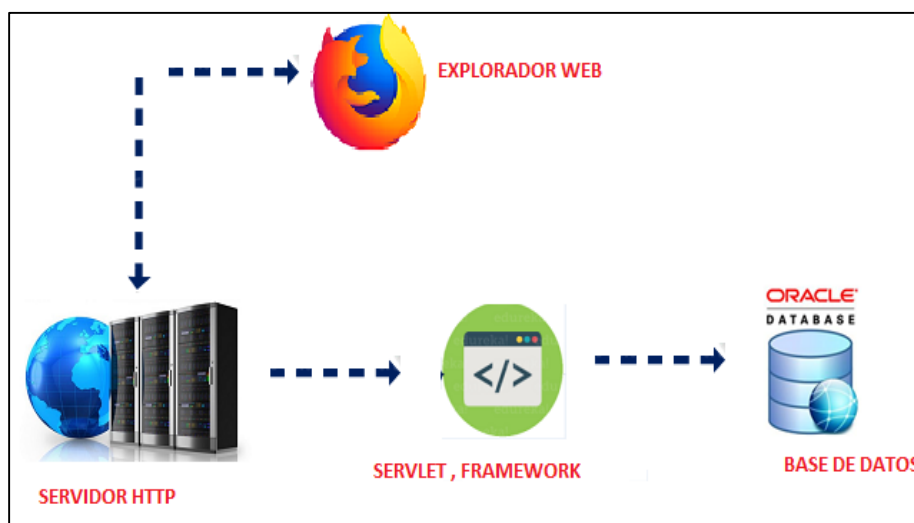 EXPLORADOR WEB
ORACLE
DATABASE
</>
SERVLET , FRAMEWORK
BASE DE DATOS
SERVIDOR HTTP